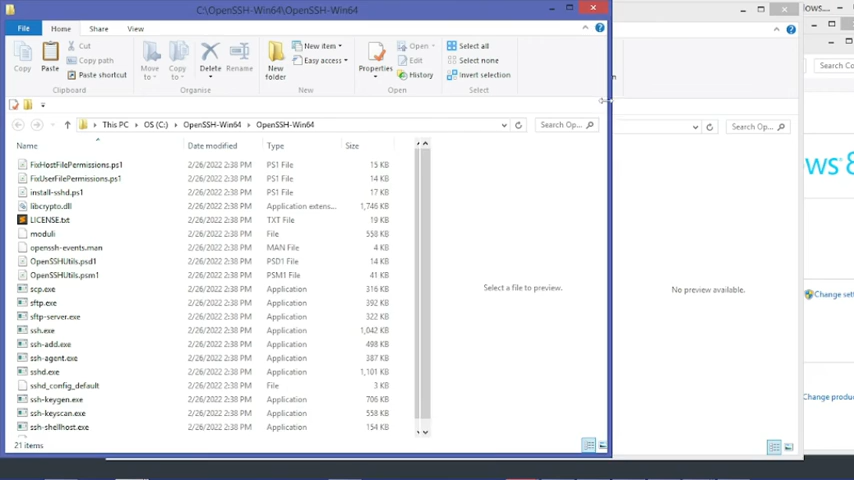 C:\OpenSSH-Win64\OpenSSH-Win64
File Home Share View
Copy
Paste
Cut
Copy path
Paste shortcut
Clipboard
Move to
Copy to
Delete
Rename
Organise
New folder
New item
Easy access
New
Properties
Open
Edit
History
Open
Select all
Select none
Invert selection
Select
This PC OS (C:) OpenSSH-Win64 OpenSSH-Win64
Search Op...
Search Op...
Search Co
Name Date modified Type Size
FixHostFilePermissions.ps1 2/26/2022 2:38 PM PS1 File 15 KB
FixUserFilePermissions.ps1 2/26/2022 2:38 PM PS1 File 14 KB
install-sshd.ps1 2/26/2022 2:38 PM PS1 File 17 KB
libcrypto.dll 2/26/2022 2:38 PM Application extens... 1,746 KB
LICENSE.txt 2/26/2022 2:38 PM TXT File 19 KB
moduli 2/26/2022 2:38 PM File 558 KB
openssh-events.man 2/26/2022 2:38 PM MAN File 4 KB
OpenSSHUtils.psd1 2/26/2022 2:38 PM PSD1 File 14 KB
OpenSSHUtils.psm1 2/26/2022 2:38 PM PSM1 File 41 KB
scp.exe 2/26/2022 2:38 PM Application 316 KB
sftp.exe 2/26/2022 2:38 PM Application 392 KB
sftp-server.exe 2/26/2022 2:38 PM Application 322 KB
ssh.exe 2/26/2022 2:38 PM Application 1,042 KB
ssh-add.exe 2/26/2022 2:38 PM Application 498 KB
ssh-agent.exe 2/26/2022 2:38 PM Application 387 KB
sshd.exe 2/26/2022 2:38 PM Application 1,101 KB
sshd_config_default 2/26/2022 2:38 PM File 3 KB
ssh-keygen.exe 2/26/2022 2:38 PM Application 706 KB
ssh-keyscan.exe 2/26/2022 2:38 PM Application 558 KB
ssh-shellhost.exe 2/26/2022 2:38 PM Application 154 KB
Select a file to preview.
No preview available.
21 items
dows...
ws 8
Change set
Change produc